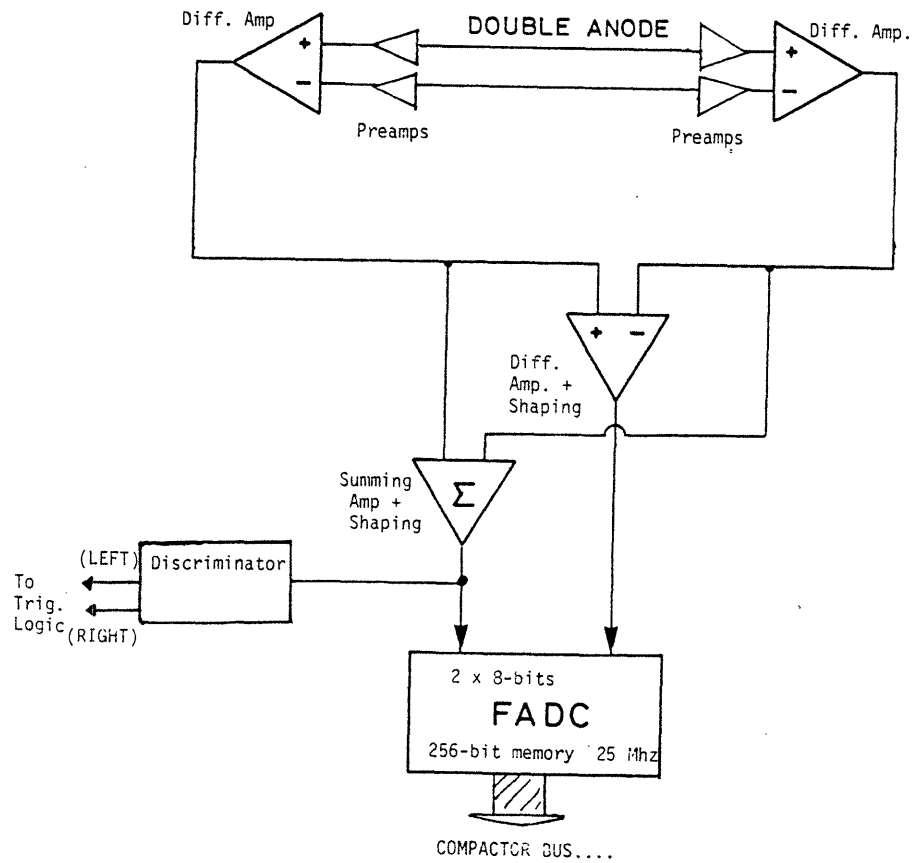 Diff. Amp
DOUBLE ANODE
Diff. Amp.
+
+
−
−
Preamps
Preamps
+ −
Diff.
Amp. +
Shaping
Summing
Amp +
Shaping
Σ
(LEFT)
Discriminator
To
Trig.
Logic
(RIGHT)
2 x 8-bits
FADC
256-bit memory 25 Mhz
COMPACTOR BUS....